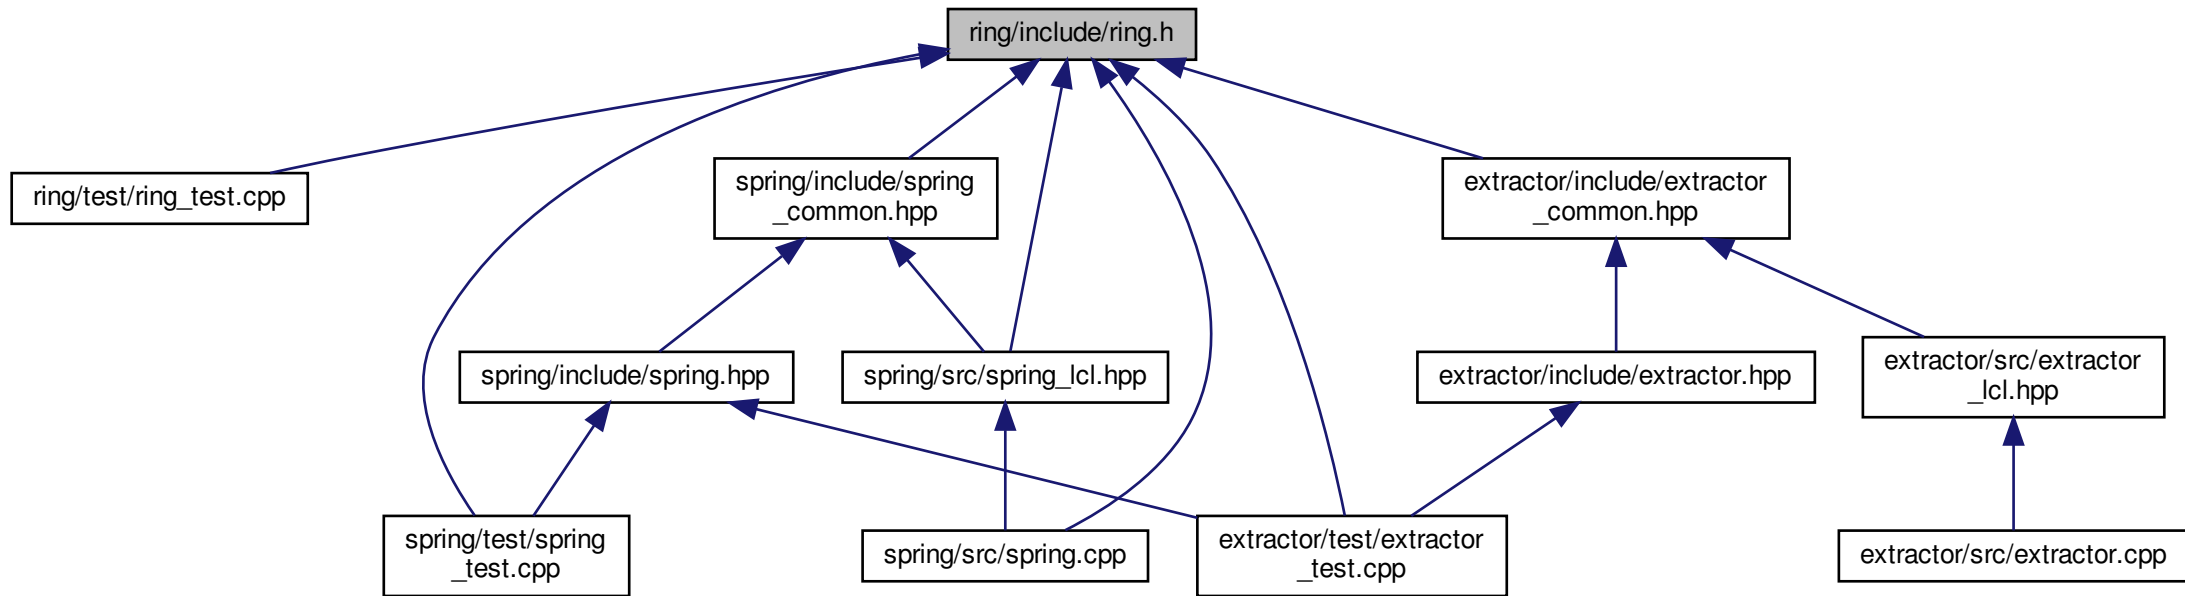 ring/include/ring.h
ring/test/ring_test.cpp
spring/include/spring
_common.hpp
extractor/include/extractor
_common.hpp
spring/include/spring.hpp
spring/src/spring_lcl.hpp
extractor/include/extractor.hpp
extractor/src/extractor
_lcl.hpp
spring/test/spring
_test.cpp
spring/src/spring.cpp
extractor/test/extractor
_test.cpp
extractor/src/extractor.cpp